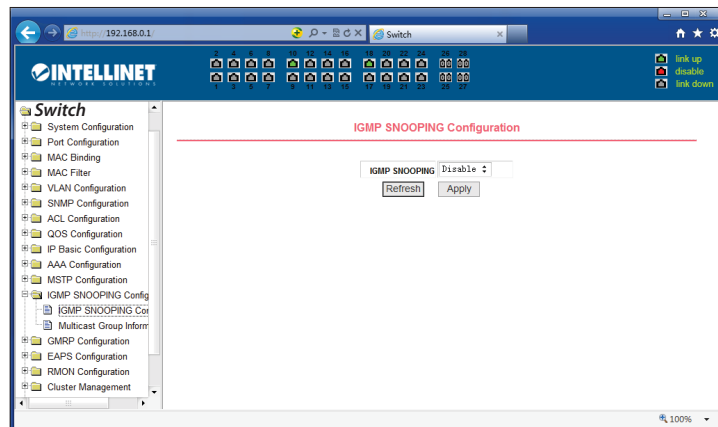 http://192.168.0.1/
Switch
2 4 6 8 10 12 14 16 18 20 22 24 26 28
1 3 5 7 9 11 13 15 17 19 21 23 25 27
INTELLINET
NETWORK SOLUTIONS
link up
disable
link down
Switch
System Configuration
Port Configuration
MAC Binding
MAC Filter
VLAN Configuration
SNMP Configuration
ACL Configuration
QOS Configuration
IP Basic Configuration
AAA Configuration
MSTP Configuration
IGMP SNOOPING Config
IGMP SNOOPING Con
Multicast Group Inform
GMRP Configuration
EAPS Configuration
RMON Configuration
Cluster Management
IGMP SNOOPING Configuration
IGMP SNOOPING Disable
Refresh Apply
100%